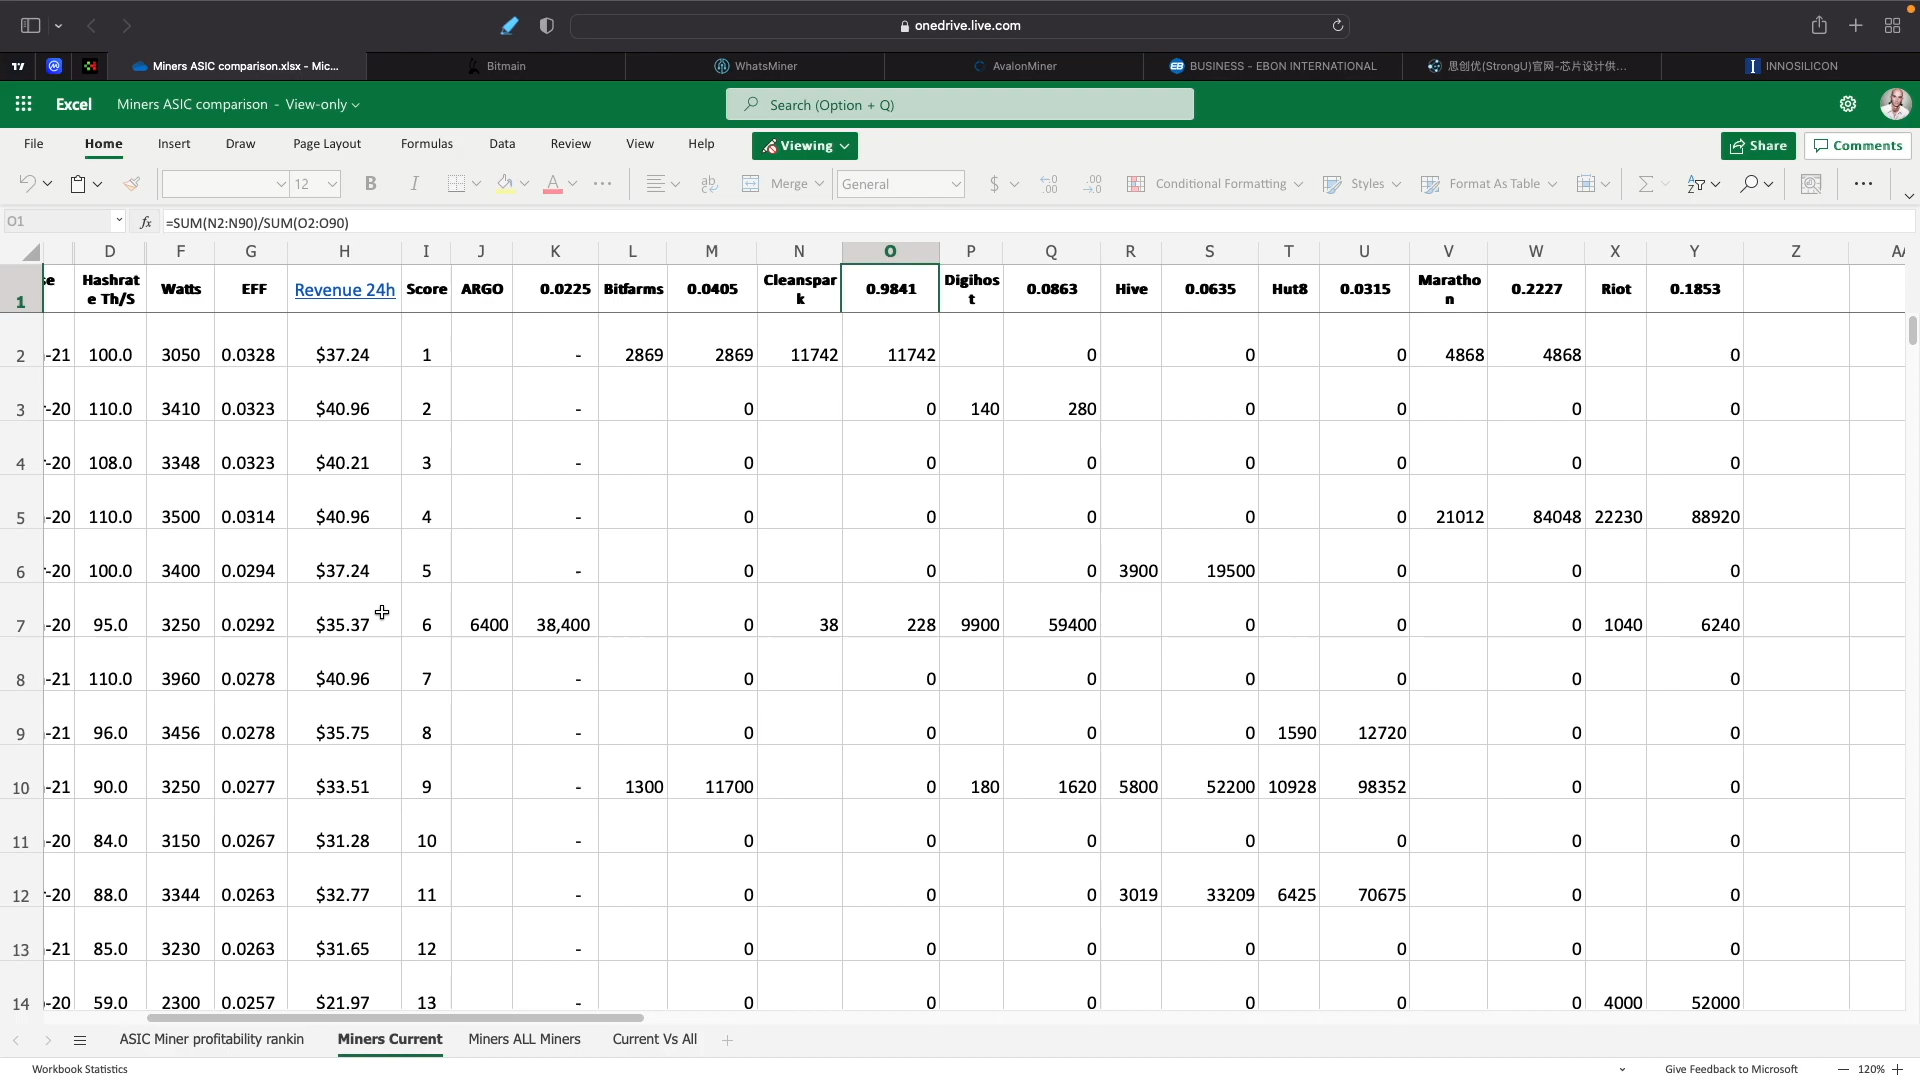 onedrive.live.com
Miners ASIC comparison.xlsx - Mic...
Bitmain
WhatsMiner
AvalonMiner
BUSINESS - EBON INTERNATIONAL
思创优(StrongU)官网-芯片设计供...
INNOSILICON
Excel Miners ASIC comparison - View-only
Search (Option + Q)
File Home Insert Draw Page Layout Formulas Data Review View Help Viewing Share Comments
12 Merge General $ Conditional Formatting Styles Format As Table
O1 fx =SUM(N2:N90)/SUM(O2:O90)
D F G H I J K L M N O P Q R S T U V W X Y Z
1 se Hashrate Th/S Watts EFF Revenue 24h Score ARGO 0.0225 Bitfarms 0.0405 Cleanspark 0.9841 Digihost 0.0863 Hive 0.0635 Hut8 0.0315 Marathon 0.2227 Riot 0.1853
2 -21 100.0 3050 0.0328 $37.24 1 - 2869 2869 11742 11742 0 0 0 4868 4868 0
3 -20 110.0 3410 0.0323 $40.96 2 - 0 0 140 280 0 0 0 0
4 -20 108.0 3348 0.0323 $40.21 3 - 0 0 0 0 0 0 0
5 -20 110.0 3500 0.0314 $40.96 4 - 0 0 0 0 0 21012 84048 22230 88920
6 -20 100.0 3400 0.0294 $37.24 5 - 0 0 0 3900 19500 0 0 0
7 -20 95.0 3250 0.0292 $35.37 6 6400 38,400 0 38 228 9900 59400 0 0 0 1040 6240
8 -21 110.0 3960 0.0278 $40.96 7 - 0 0 0 0 0 0 0
9 -21 96.0 3456 0.0278 $35.75 8 - 0 0 0 0 1590 12720 0 0
10 -21 90.0 3250 0.0277 $33.51 9 - 1300 11700 0 180 1620 5800 52200 10928 98352 0 0
11 -20 84.0 3150 0.0267 $31.28 10 - 0 0 0 0 0 0 0
12 -20 88.0 3344 0.0263 $32.77 11 - 0 0 0 3019 33209 6425 70675 0 0
13 -21 85.0 3230 0.0263 $31.65 12 - 0 0 0 0 0 0 0
14 -20 59.0 2300 0.0257 $21.97 13 - 0 0 0 0 0 0 4000 52000
ASIC Miner profitability rankin Miners Current Miners ALL Miners Current Vs All
Workbook Statistics Give Feedback to Microsoft 120%